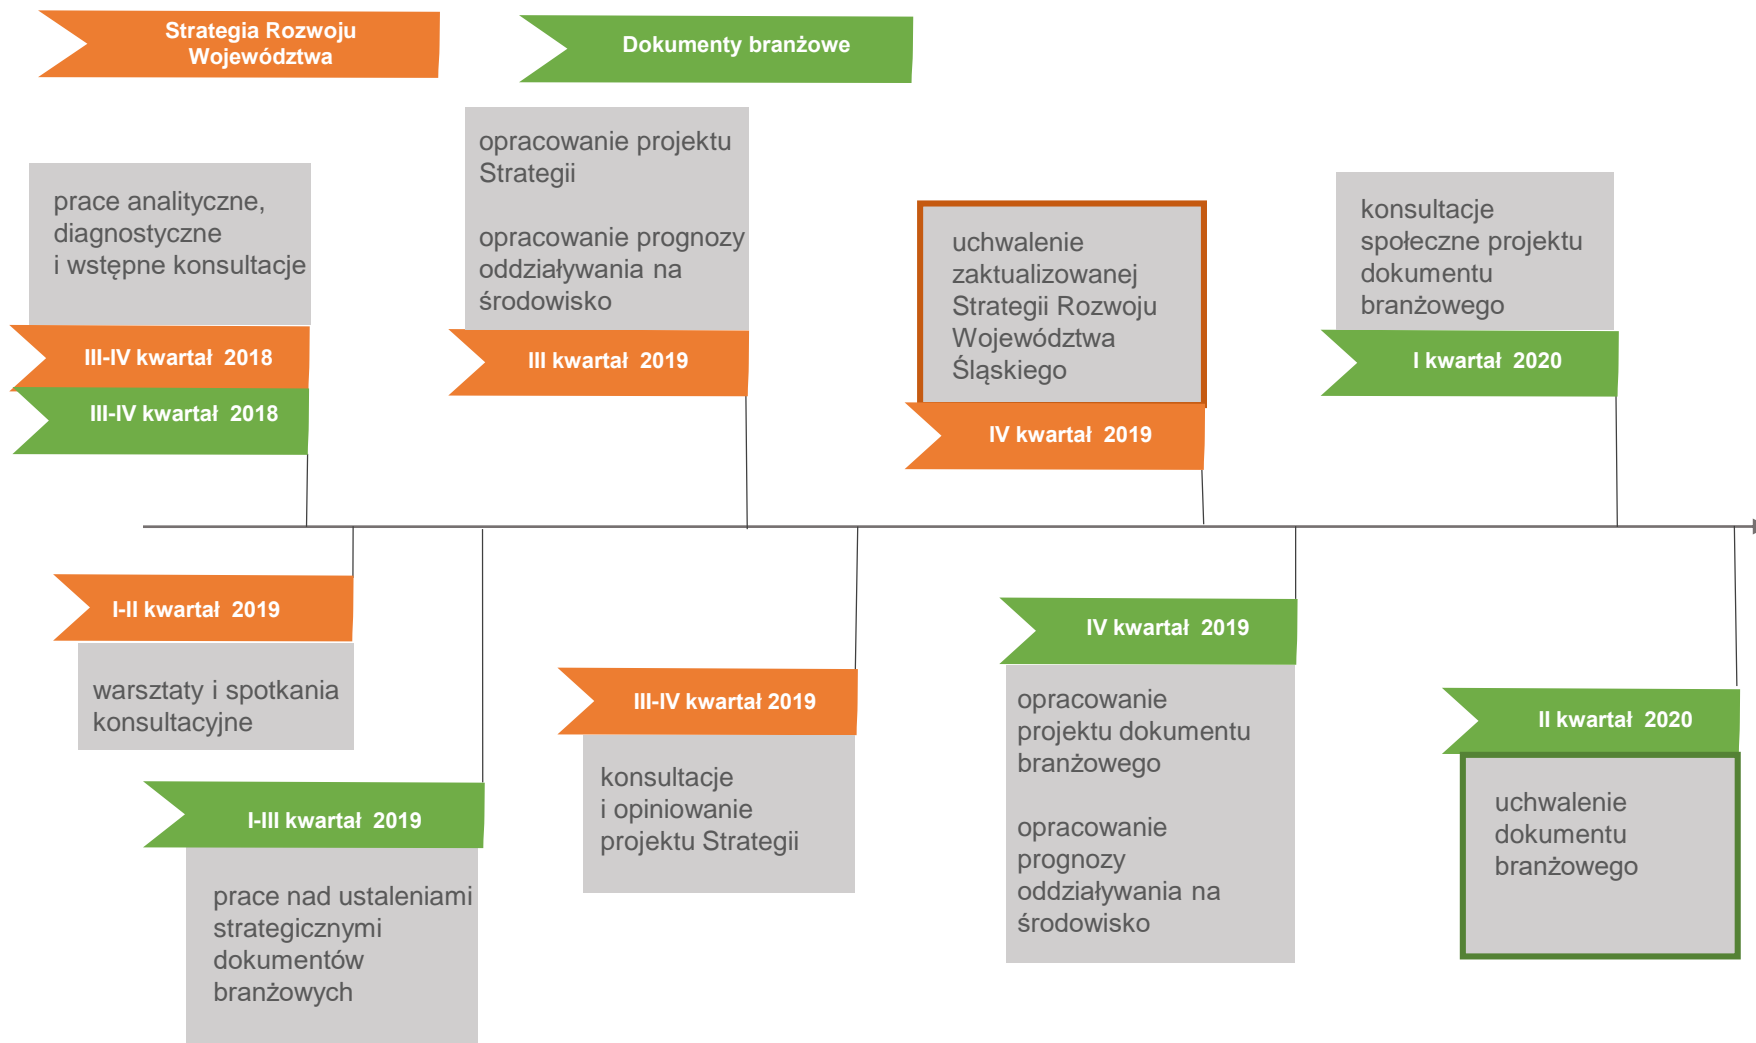 Strategia Rozwoju
Województwa
Dokumenty branżowe
prace analityczne,
diagnostyczne
i wstępne konsultacje
III-IV kwartał 2018
III-IV kwartał 2018
opracowanie projektu
Strategii
opracowanie prognozy
oddziaływania na
środowisko
III kwartał 2019
uchwalenie
zaktualizowanej
Strategii Rozwoju
Województwa
Śląskiego
IV kwartał 2019
konsultacje
społeczne projektu
dokumentu
branżowego
I kwartał 2020
I-II kwartał 2019
warsztaty i spotkania
konsultacyjne
I-III kwartał 2019
prace nad ustaleniami
strategicznymi
dokumentów
branżowych
III-IV kwartał 2019
konsultacje
i opiniowanie
projektu Strategii
IV kwartał 2019
opracowanie
projektu dokumentu
branżowego
opracowanie
prognozy
oddziaływania na
środowisko
II kwartał 2020
uchwalenie
dokumentu
branżowego